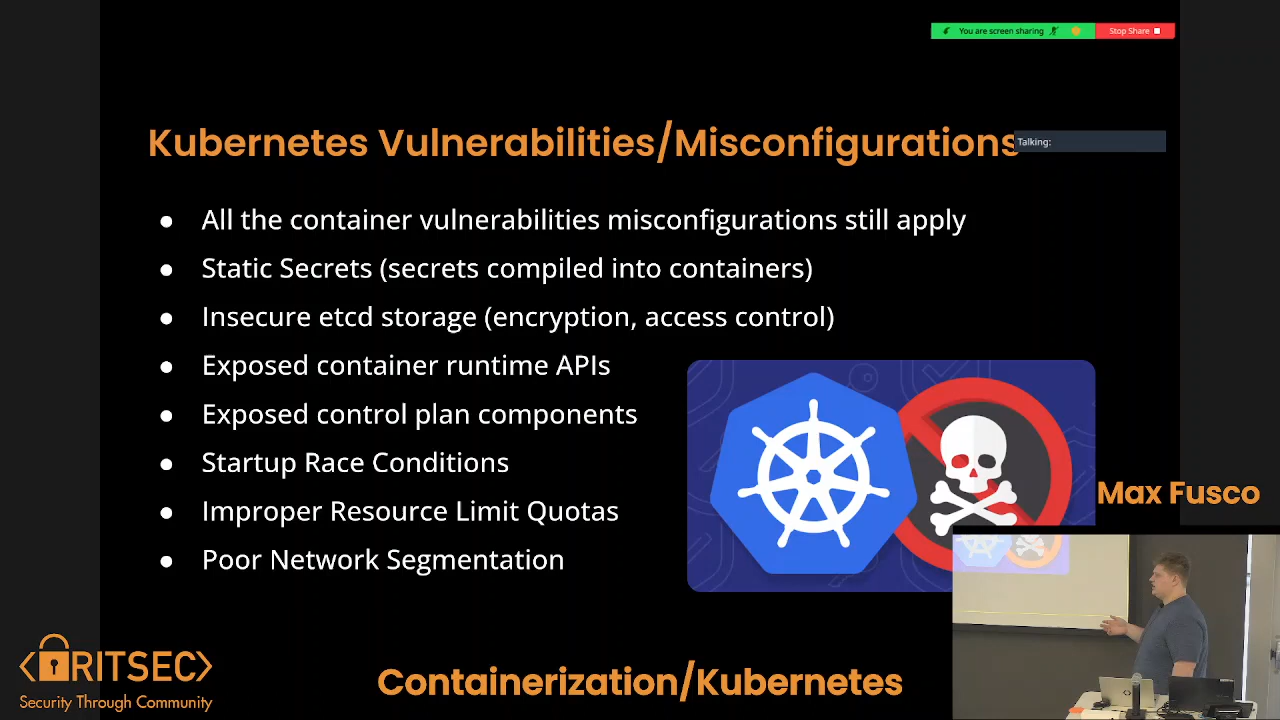 You are screen sharing
Stop Share
Kubernetes Vulnerabilities/Misconfigurations
Talking:
● All the container vulnerabilities misconfigurations still apply
● Static Secrets (secrets compiled into containers)
● Insecure etcd storage (encryption, access control)
● Exposed container runtime APIs
● Exposed control plan components
● Startup Race Conditions
● Improper Resource Limit Quotas
● Poor Network Segmentation
Max Fusco
<RITSEC>
Security Through Community
Containerization/Kubernetes